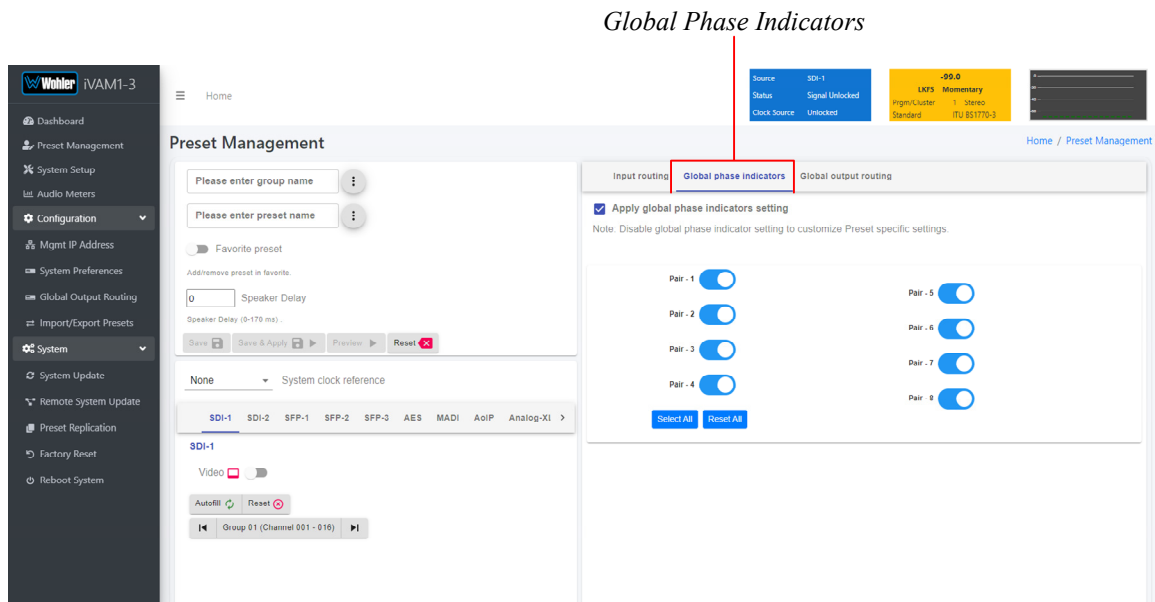 Global Phase Indicators
Wohler iVAM1-3
Dashboard
Preset Management
System Setup
Audio Meters
Configuration
Mgmt IP Address
System Preferences
Global Output Routing
Import/Export Presets
System
System Update
Remote System Update
Preset Replication
Factory Reset
Reboot System
Home
Source SDI-1
Status Signal Unlocked
Clock Source Unlocked
-99.0
LKFS Momentary
Prgm/Cluster 1 Stereo
Standard ITU BS1770-3
Preset Management
Home / Preset Management
Please enter group name
Please enter preset name
Favorite preset
Add/remove preset in favorite.
0 Speaker Delay
Speaker Delay (0-170 ms) .
Save Save & Apply Preview Reset
None System clock reference
SDI-1 SDI-2 SFP-1 SFP-2 SFP-3 AES MADI AoIP Analog-XL
SDI-1
Video
Autofill Reset
Group 01 (Channel 001 - 016)
Input routing Global phase indicators Global output routing
Apply global phase indicators setting
Note. Disable global phase indicator setting to customize Preset specific settings.
Pair - 1
Pair - 2
Pair - 3
Pair - 4
Select All Reset All
Pair - 5
Pair - 6
Pair - 7
Pair - 8